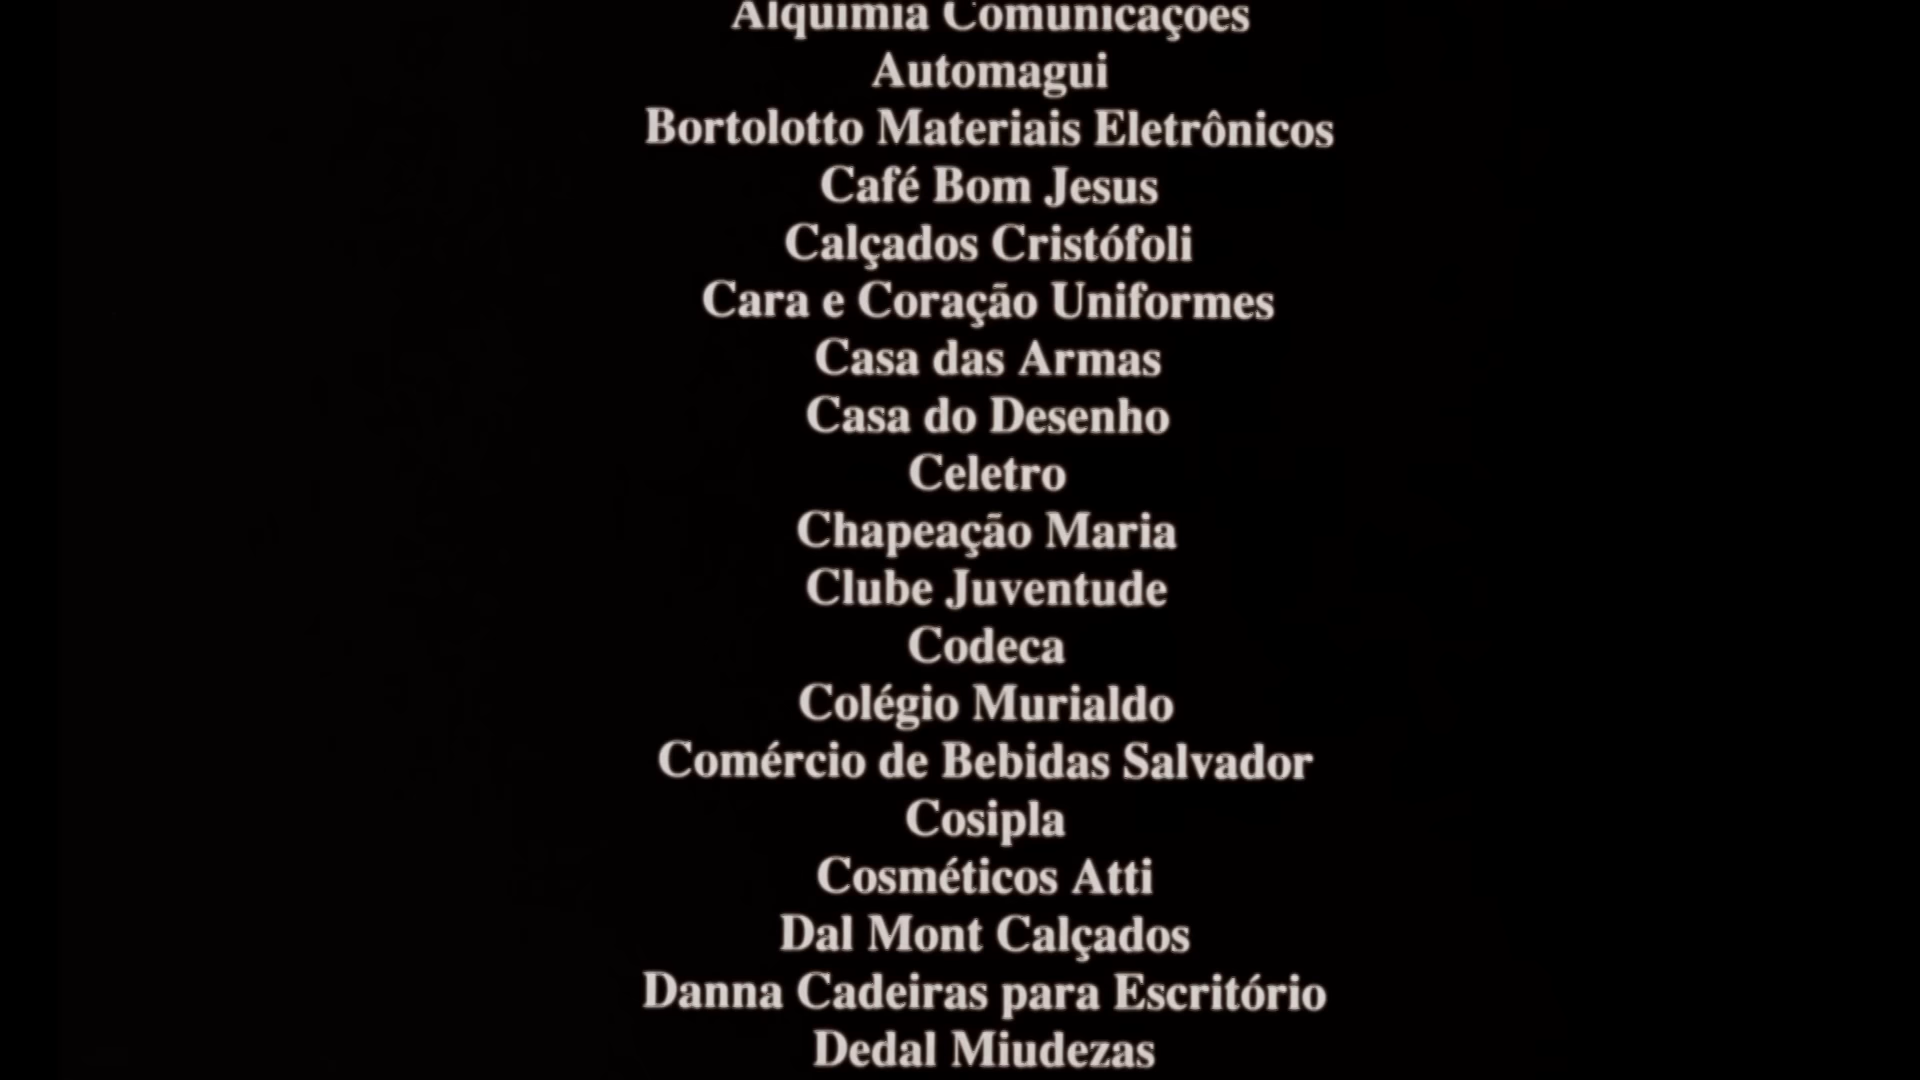 Alquimia Comunicações
Automagui
Bortolotto Materiais Eletrônicos
Café Bom Jesus
Calçados Cristófoli
Cara e Coração Uniformes
Casa das Armas
Casa do Desenho
Celetro
Chapeação Maria
Clube Juventude
Codeca
Colégio Murialdo
Comércio de Bebidas Salvador
Cosipla
Cosméticos Atti
Dal Mont Calçados
Danna Cadeiras para Escritório
Dedal Miudezas